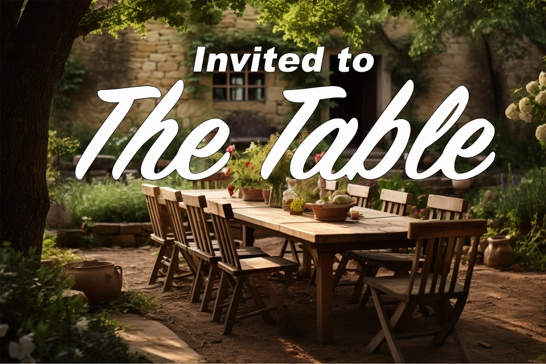 Invited to
The Table